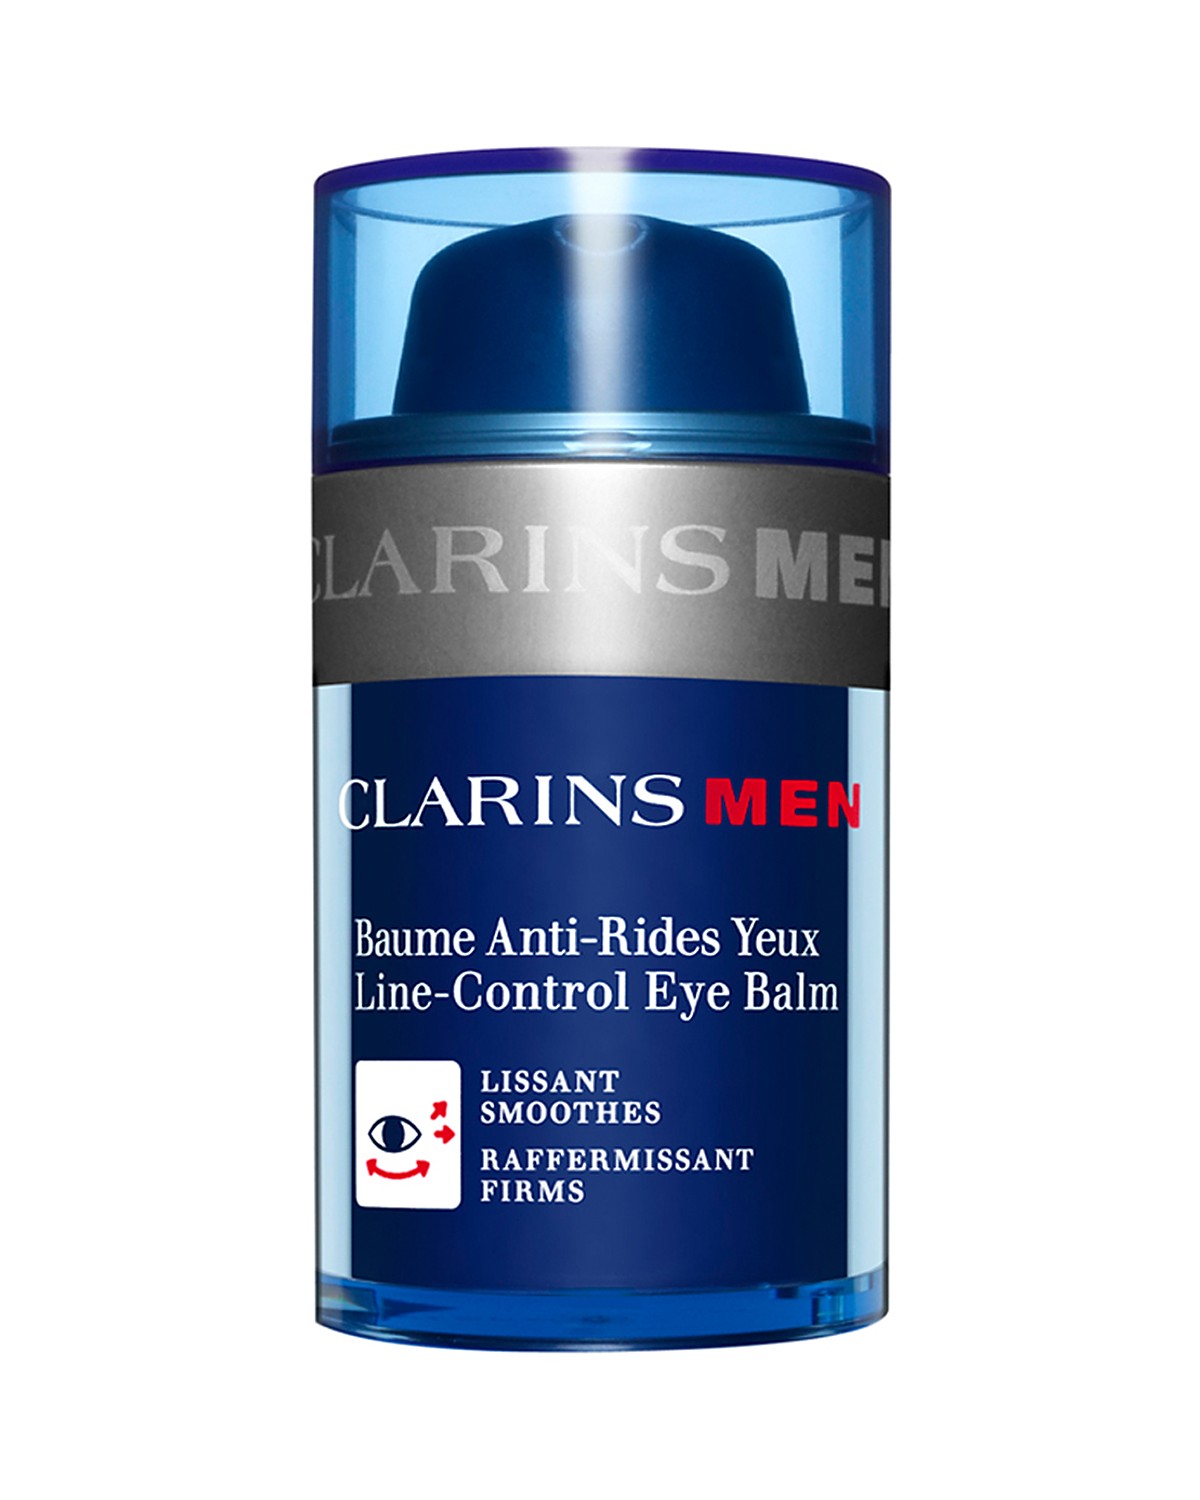 CLARINS MEN
CLARINS MEN
Baume Anti-Rides Yeux
Line-Control Eye Balm
LISSANT
SMOOTHES
RAFFERMISSANT
FIRMS